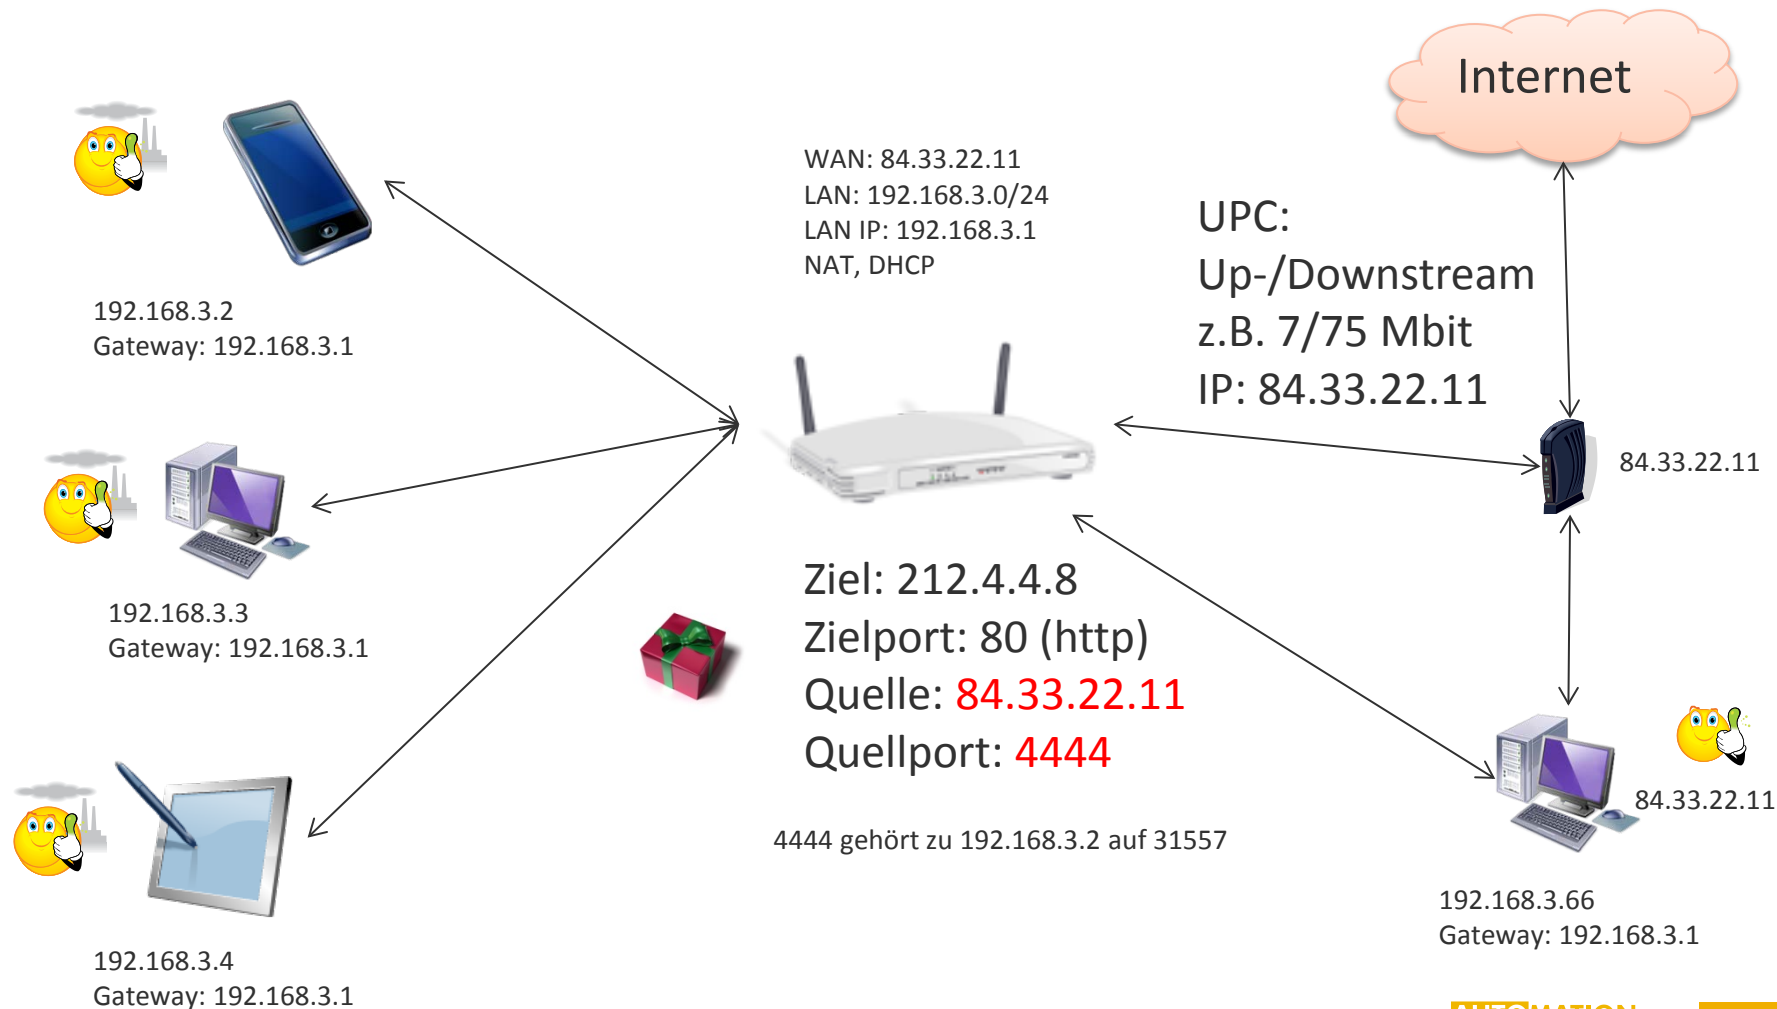 Internet
WAN: 84.33.22.11
LAN: 192.168.3.0/24
LAN IP: 192.168.3.1
NAT, DHCP
UPC:
Up-/Downstream
z.B. 7/75 Mbit
IP: 84.33.22.11
192.168.3.2
Gateway: 192.168.3.1
84.33.22.11
192.168.3.3
Gateway: 192.168.3.1
Ziel: 212.4.4.8
Zielport: 80 (http)
Quelle: 84.33.22.11
Quellport: 4444
4444 gehört zu 192.168.3.2 auf 31557
84.33.22.11
192.168.3.66
Gateway: 192.168.3.1
192.168.3.4
Gateway: 192.168.3.1
AUTOMATION